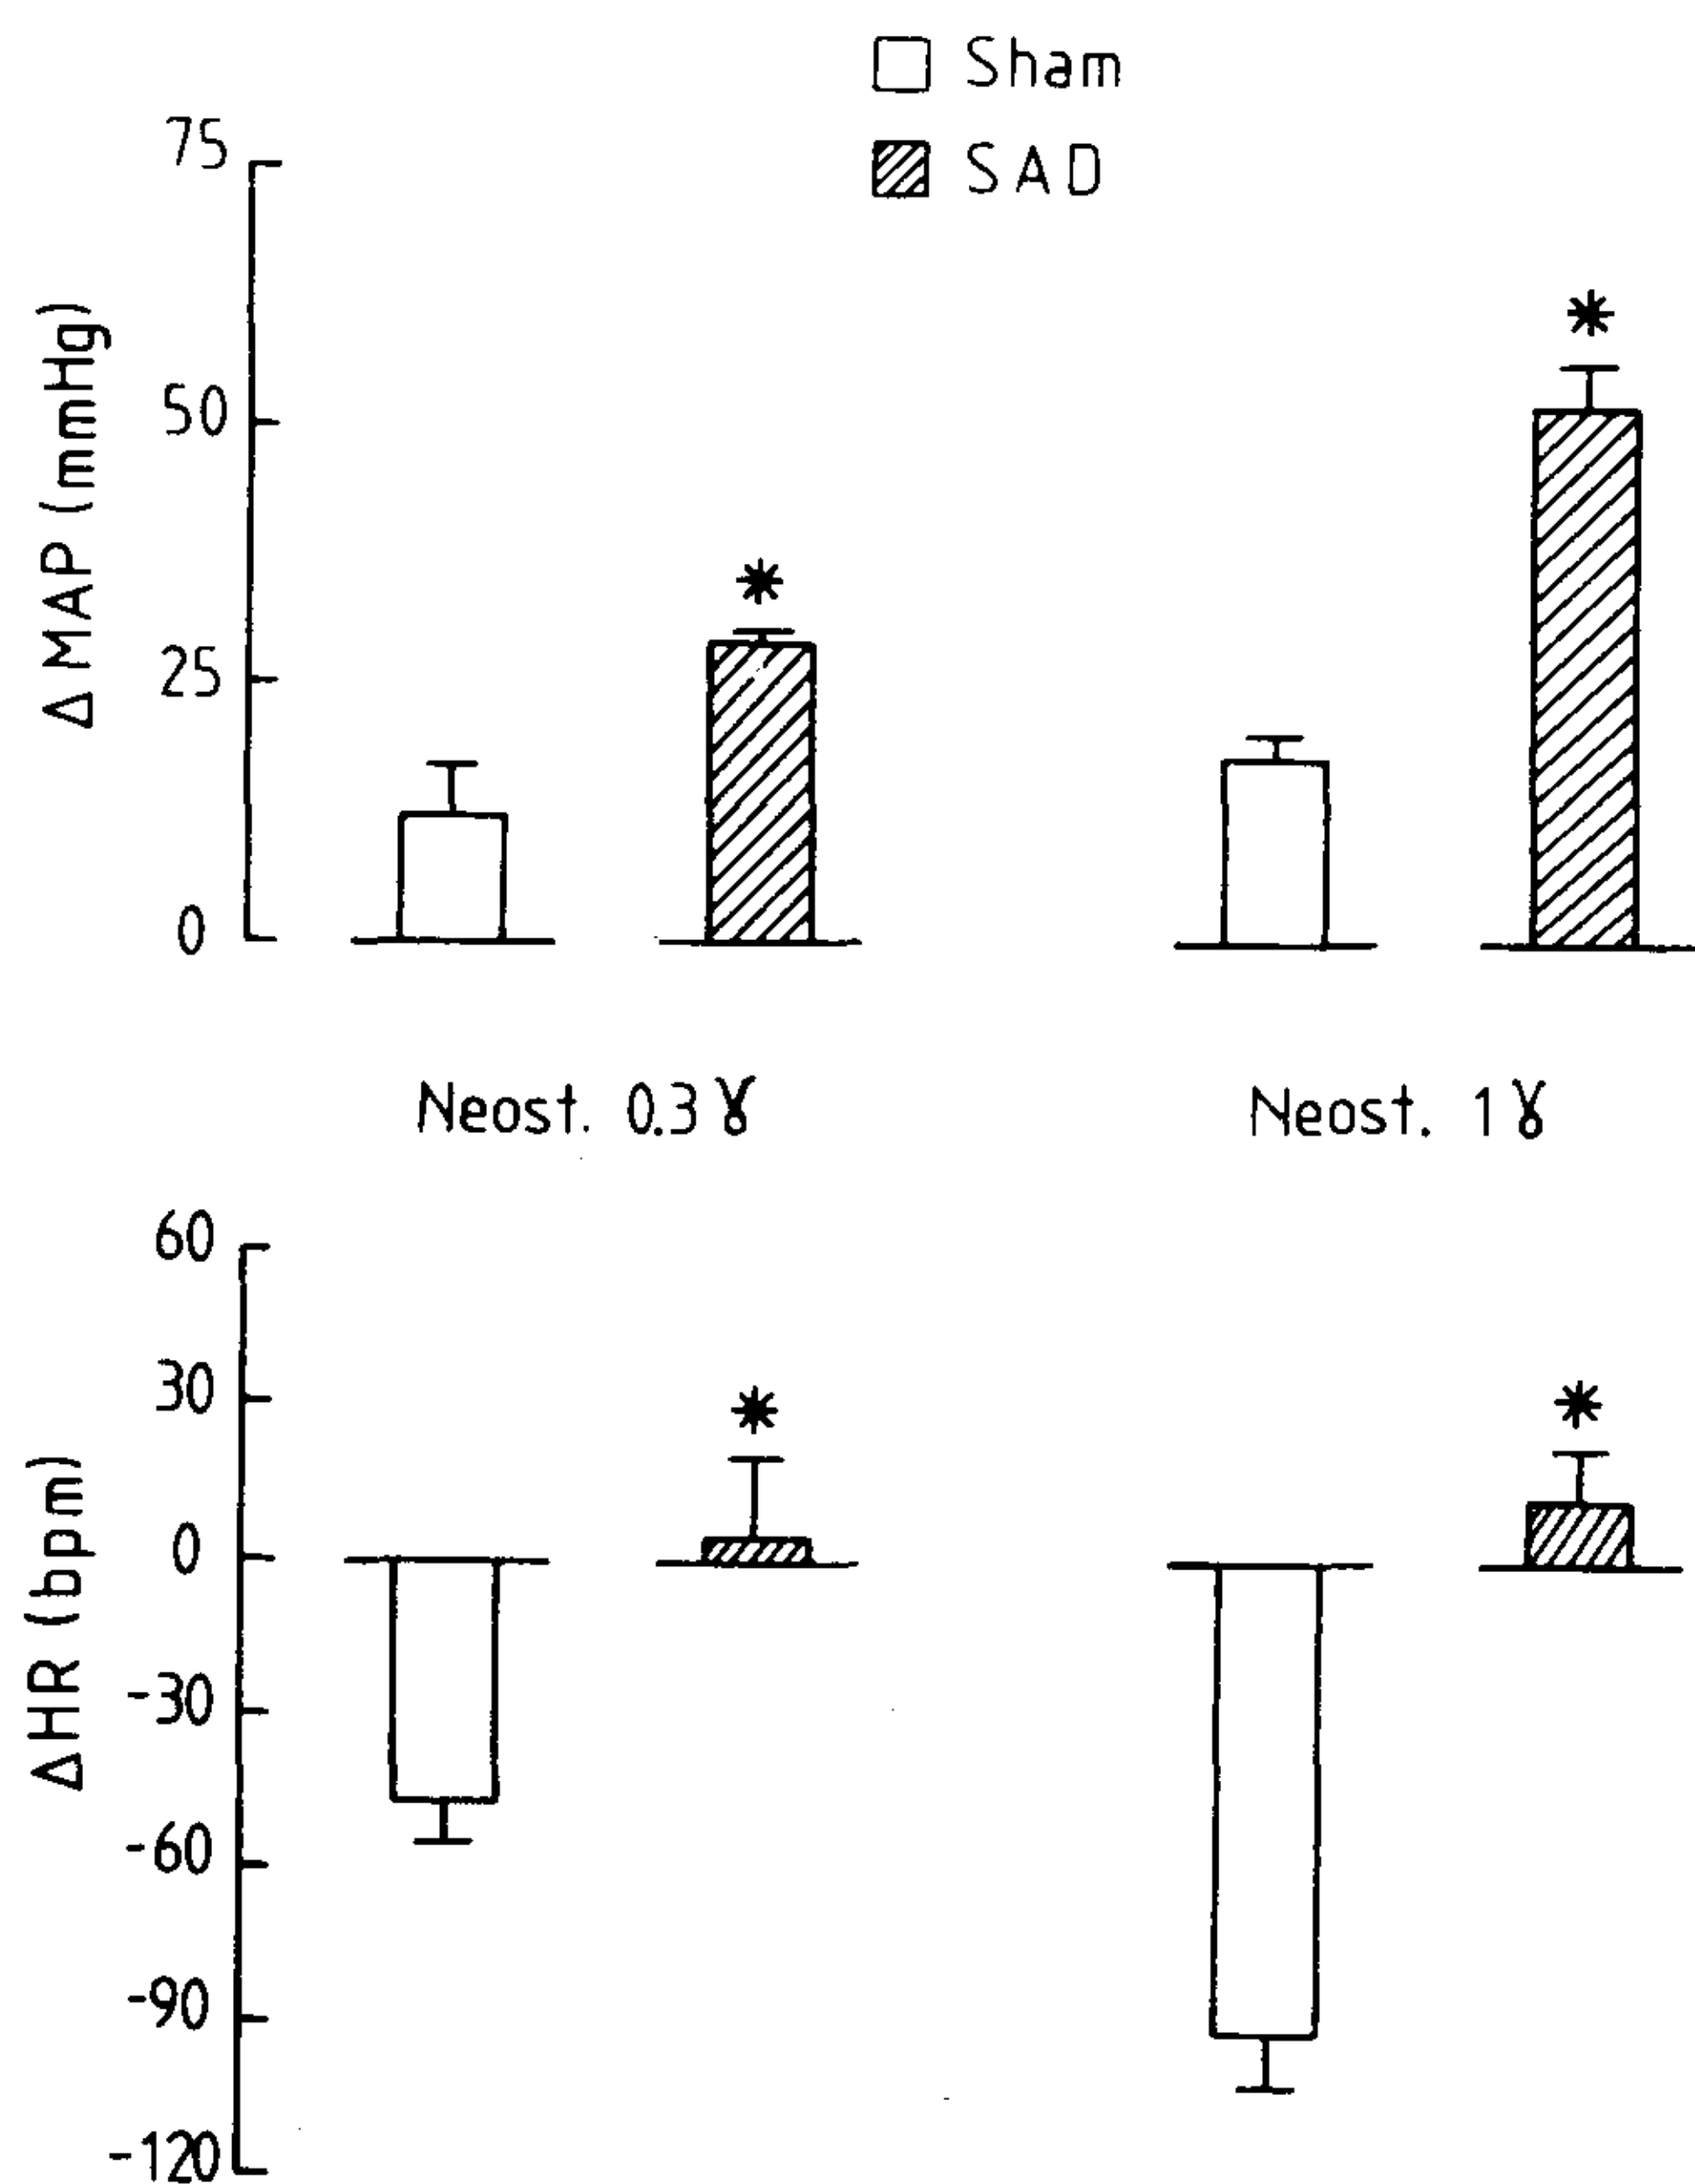 Sham
SAD
ΔMAP (mmHg)
75
50
25
0
*
*
Neost. 0.3 γ
Neost. 1 γ
ΔHR (bpm)
60
30
0
-30
-60
-90
-120
*
*